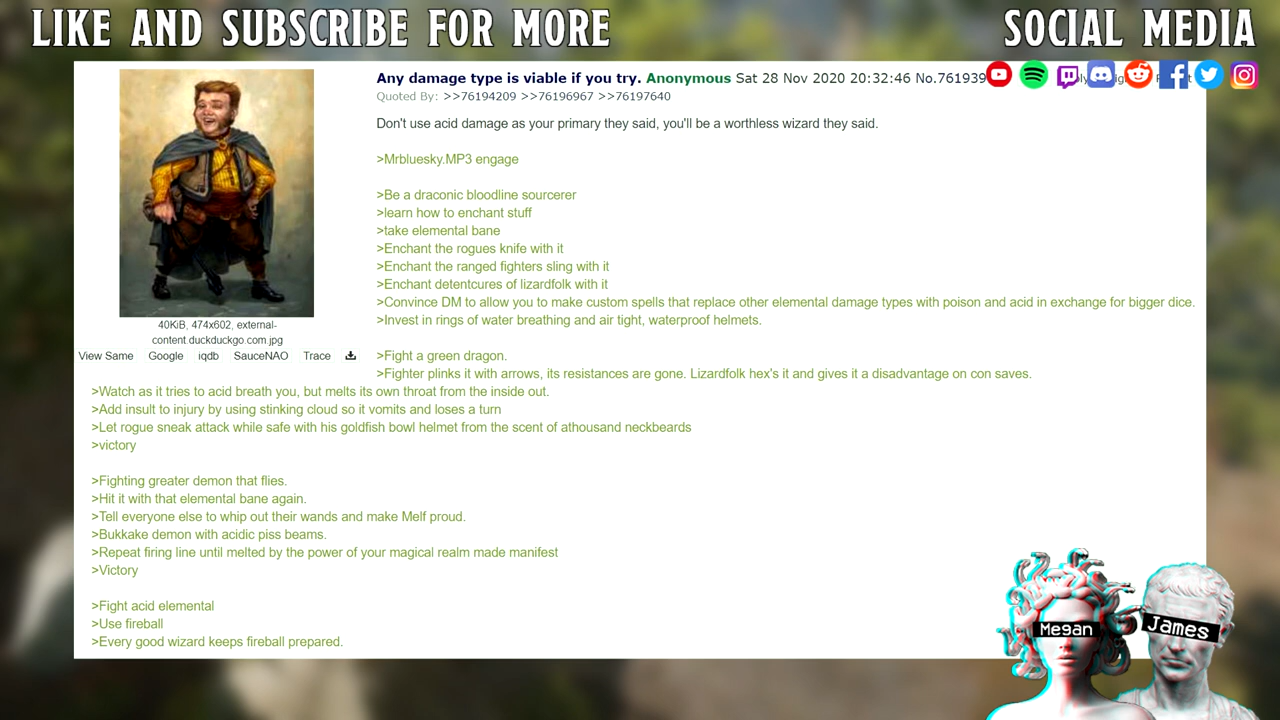 LIKE AND SUBSCRIBE FOR MORE
SOCIAL MEDIA
Any damage type is viable if you try. Anonymous Sat 28 Nov 2020 20:32:46 No.761939
Quoted By: >>76194209 >>76196967 >>76197640
Don't use acid damage as your primary they said, you'll be a worthless wizard they said.
>Mrbluesky.MP3 engage
>Be a draconic bloodline sourcerer
>learn how to enchant stuff
>take elemental bane
>Enchant the rogues knife with it
>Enchant the ranged fighters sling with it
>Enchant detentcures of lizardfolk with it
>Convince DM to allow you to make custom spells that replace other elemental damage types with poison and acid in exchange for bigger dice.
>Invest in rings of water breathing and air tight, waterproof helmets.
40KiB, 474x602, external-
content.duckduckgo.com.jpg
View Same Google iqdb SauceNAO Trace
>Fight a green dragon.
>Fighter plinks it with arrows, its resistances are gone. Lizardfolk hex's it and gives it a disadvantage on con saves.
>Watch as it tries to acid breath you, but melts its own throat from the inside out.
>Add insult to injury by using stinking cloud so it vomits and loses a turn
>Let rogue sneak attack while safe with his goldfish bowl helmet from the scent of athousand neckbeards
>victory
>Fighting greater demon that flies.
>Hit it with that elemental bane again.
>Tell everyone else to whip out their wands and make Melf proud.
>Bukkake demon with acidic piss beams.
>Repeat firing line until melted by the power of your magical realm made manifest
>Victory
>Fight acid elemental
>Use fireball
>Every good wizard keeps fireball prepared.
Megan
James